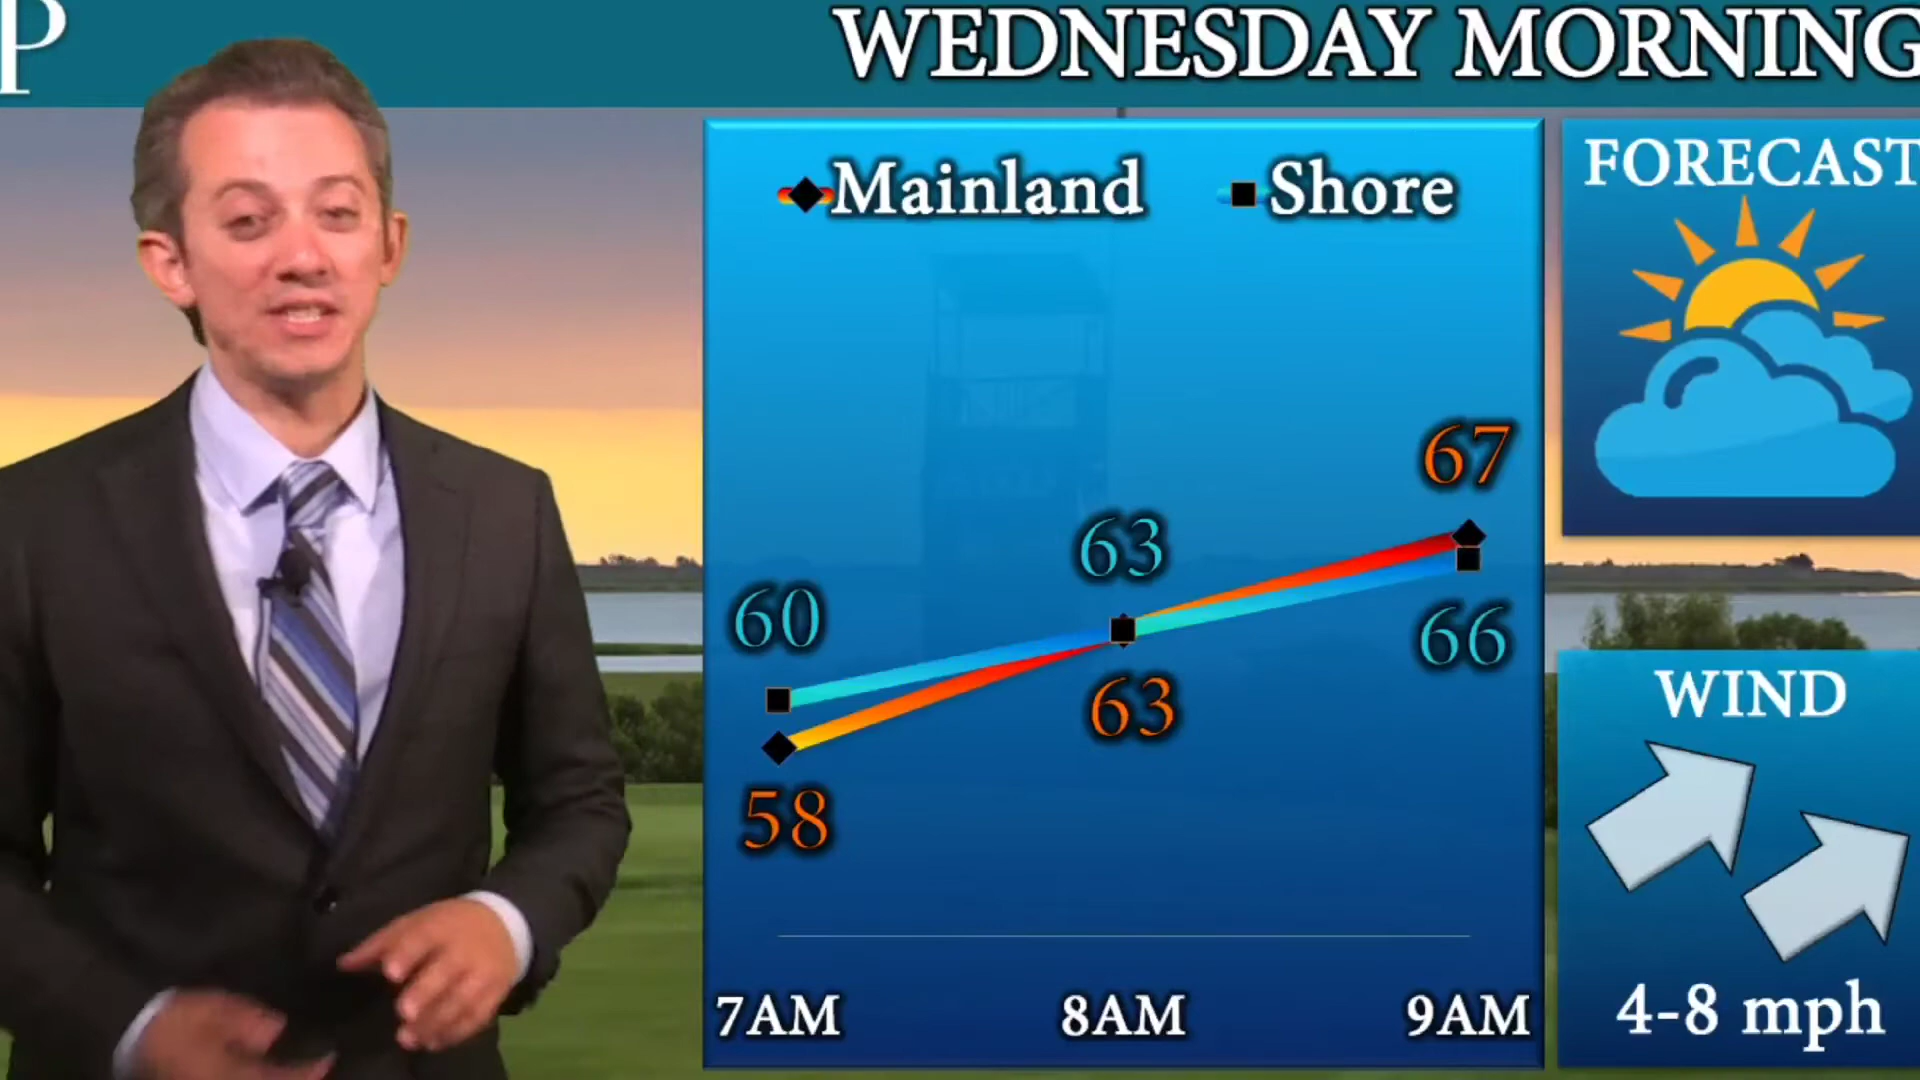 P
WEDNESDAY MORNING
Mainland
Shore
FORECAST
67
63
60
66
63
58
WIND
7AM
8AM
9AM
4-8 mph